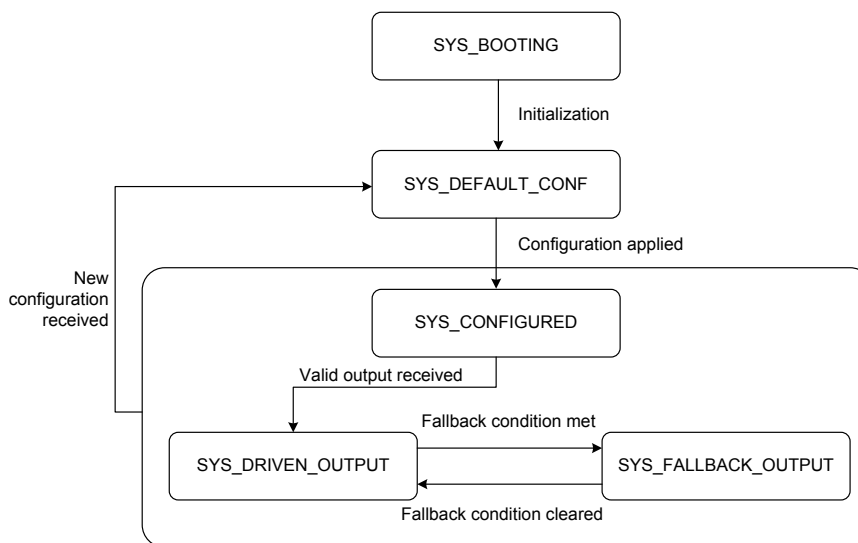 SYS_BOOTING
Initialization
SYS_DEFAULT_CONF
Configuration applied
New
configuration
received
SYS_CONFIGURED
Valid output received
Fallback condition met
SYS_DRIVEN_OUTPUT
SYS_FALLBACK_OUTPUT
Fallback condition cleared